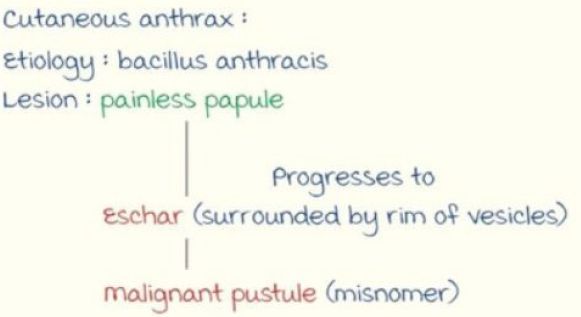 Cutaneous anthrax :
Etiology : bacillus anthracis
Lesion : painless papule
Progresses to
Eschar (surrounded by rim of vesicles)
malignant pustule (misnomer)